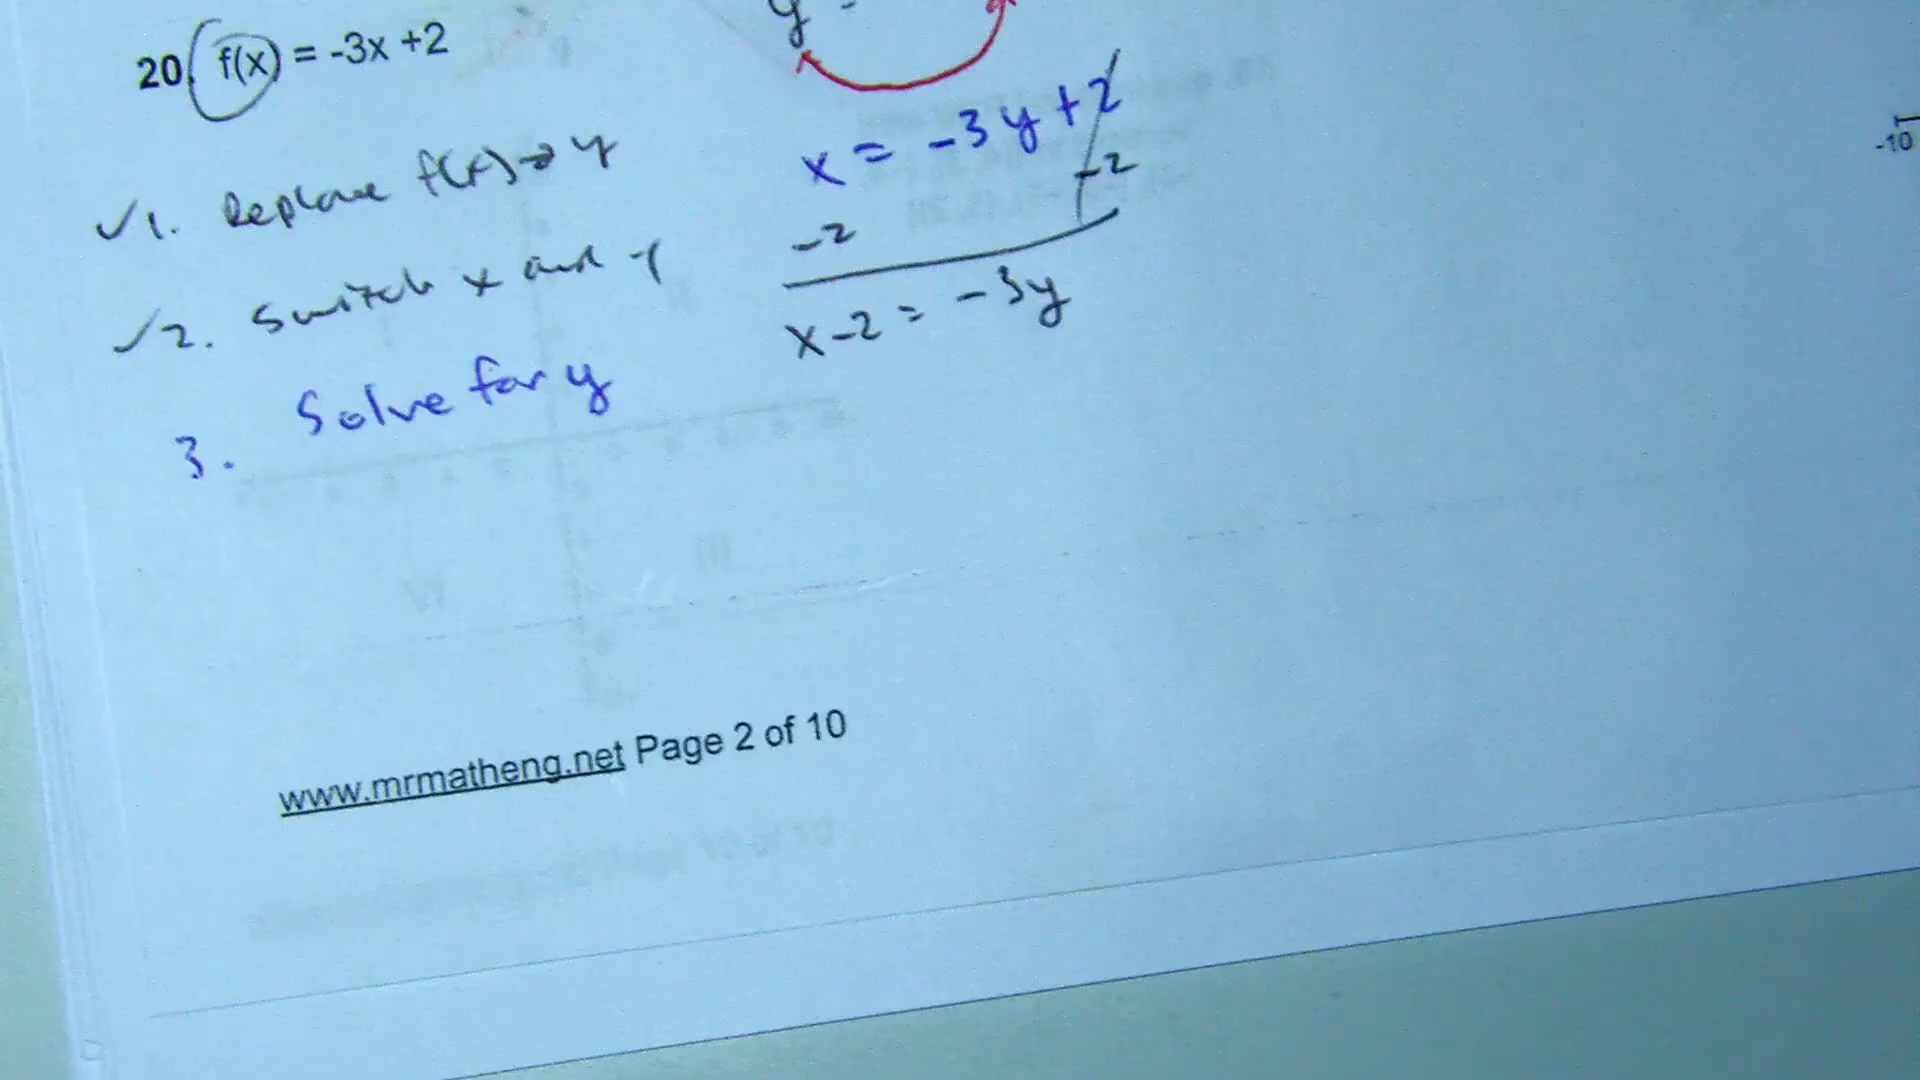 y =
20. f(x) = -3x +2
✓1. Replace f(x) → y
✓2. Switch x and y
3. Solve for y
x = -3y + 2
-2 -2
x - 2 = -3y
-10
www.mrmatheng.net Page 2 of 10